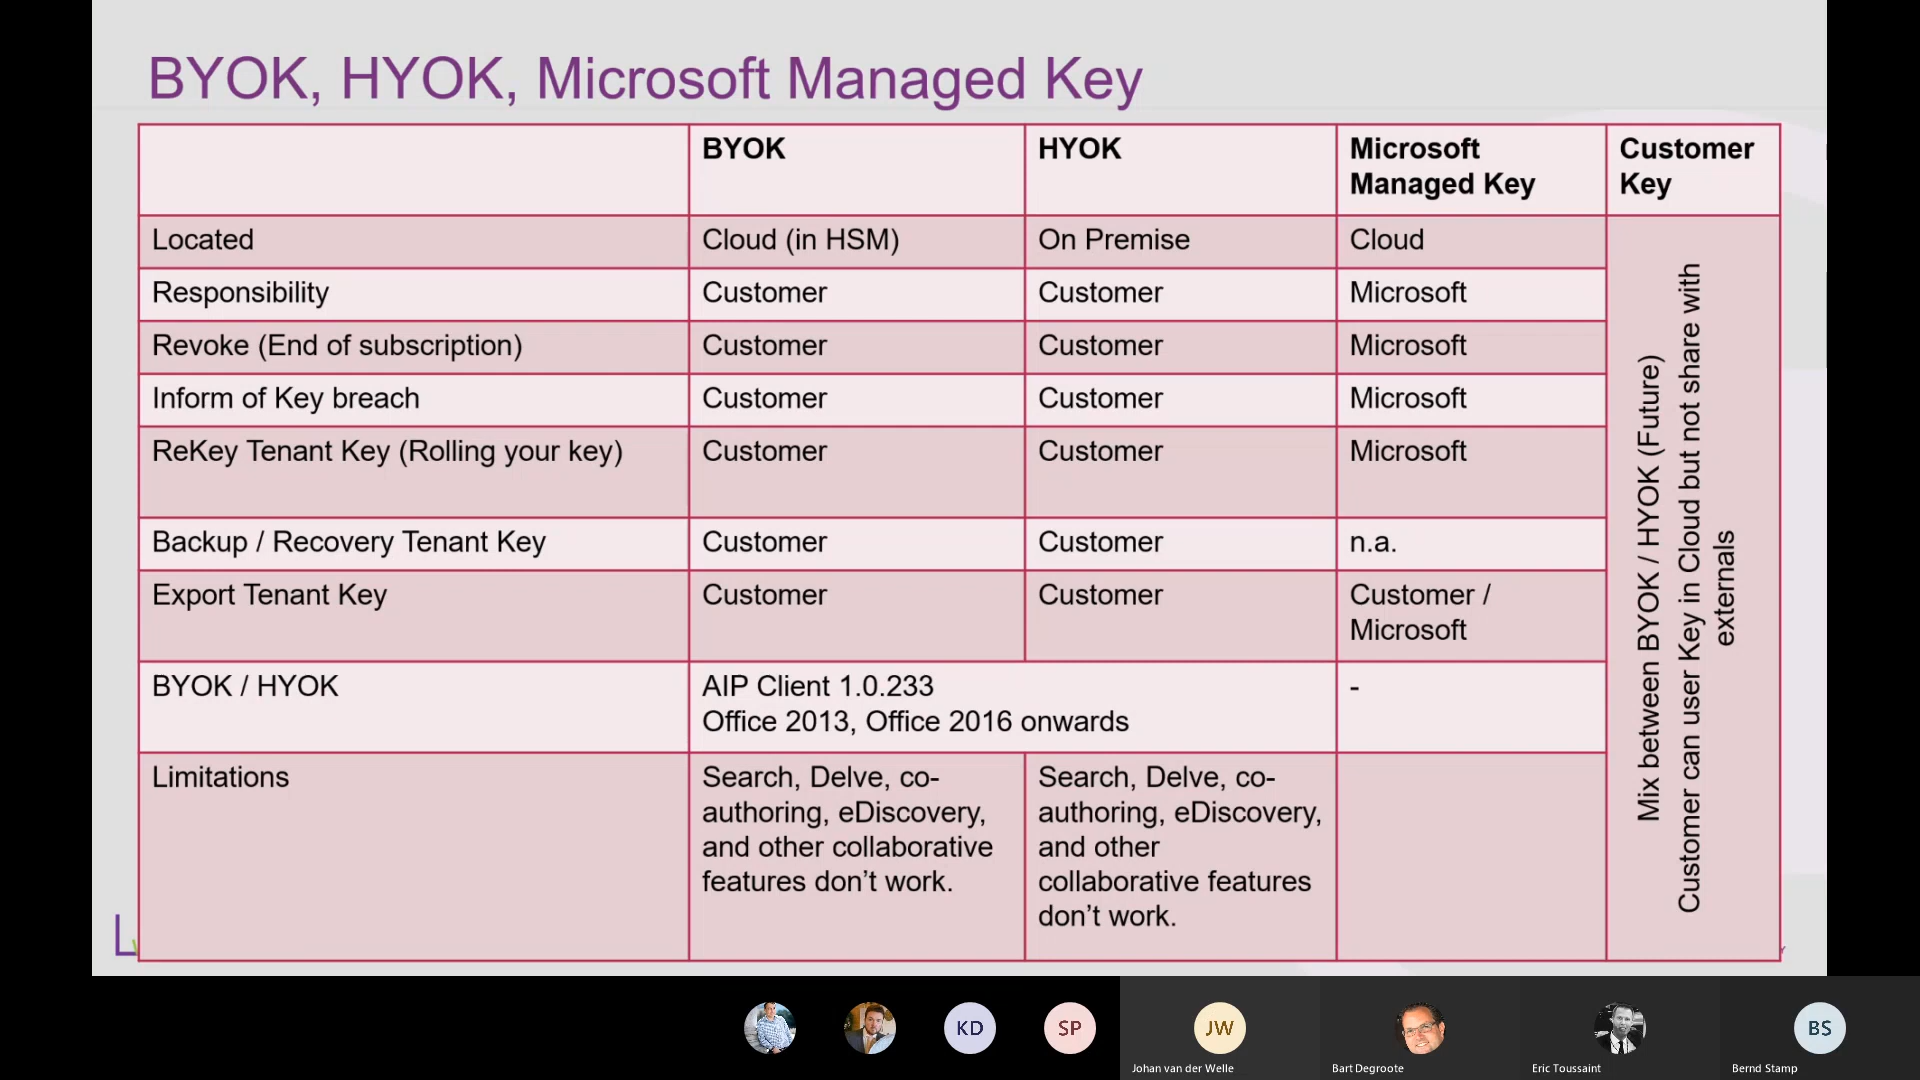 BYOK, HYOK, Microsoft Managed Key
BYOK
HYOK
Microsoft
Managed Key
Customer
Key
Located
Cloud (in HSM)
On Premise
Cloud
Responsibility
Customer
Customer
Microsoft
Revoke (End of subscription)
Customer
Customer
Microsoft
Inform of Key breach
Customer
Customer
Microsoft
ReKey Tenant Key (Rolling your key)
Customer
Customer
Microsoft
Backup / Recovery Tenant Key
Customer
Customer
n.a.
Export Tenant Key
Customer
Customer
Customer /
Microsoft
BYOK / HYOK
AIP Client 1.0.233
Office 2013, Office 2016 onwards
-
Limitations
Search, Delve, co-
authoring, eDiscovery,
and other collaborative
features don’t work.
Search, Delve, co-
authoring, eDiscovery,
and other
collaborative features
don’t work.
Mix between BYOK / HYOK (Future)
Customer can user Key in Cloud but not share with
externals
KD
SP
JW
BS
Johan van der Welle
Bart Degroote
Eric Toussaint
Bernd Stamp